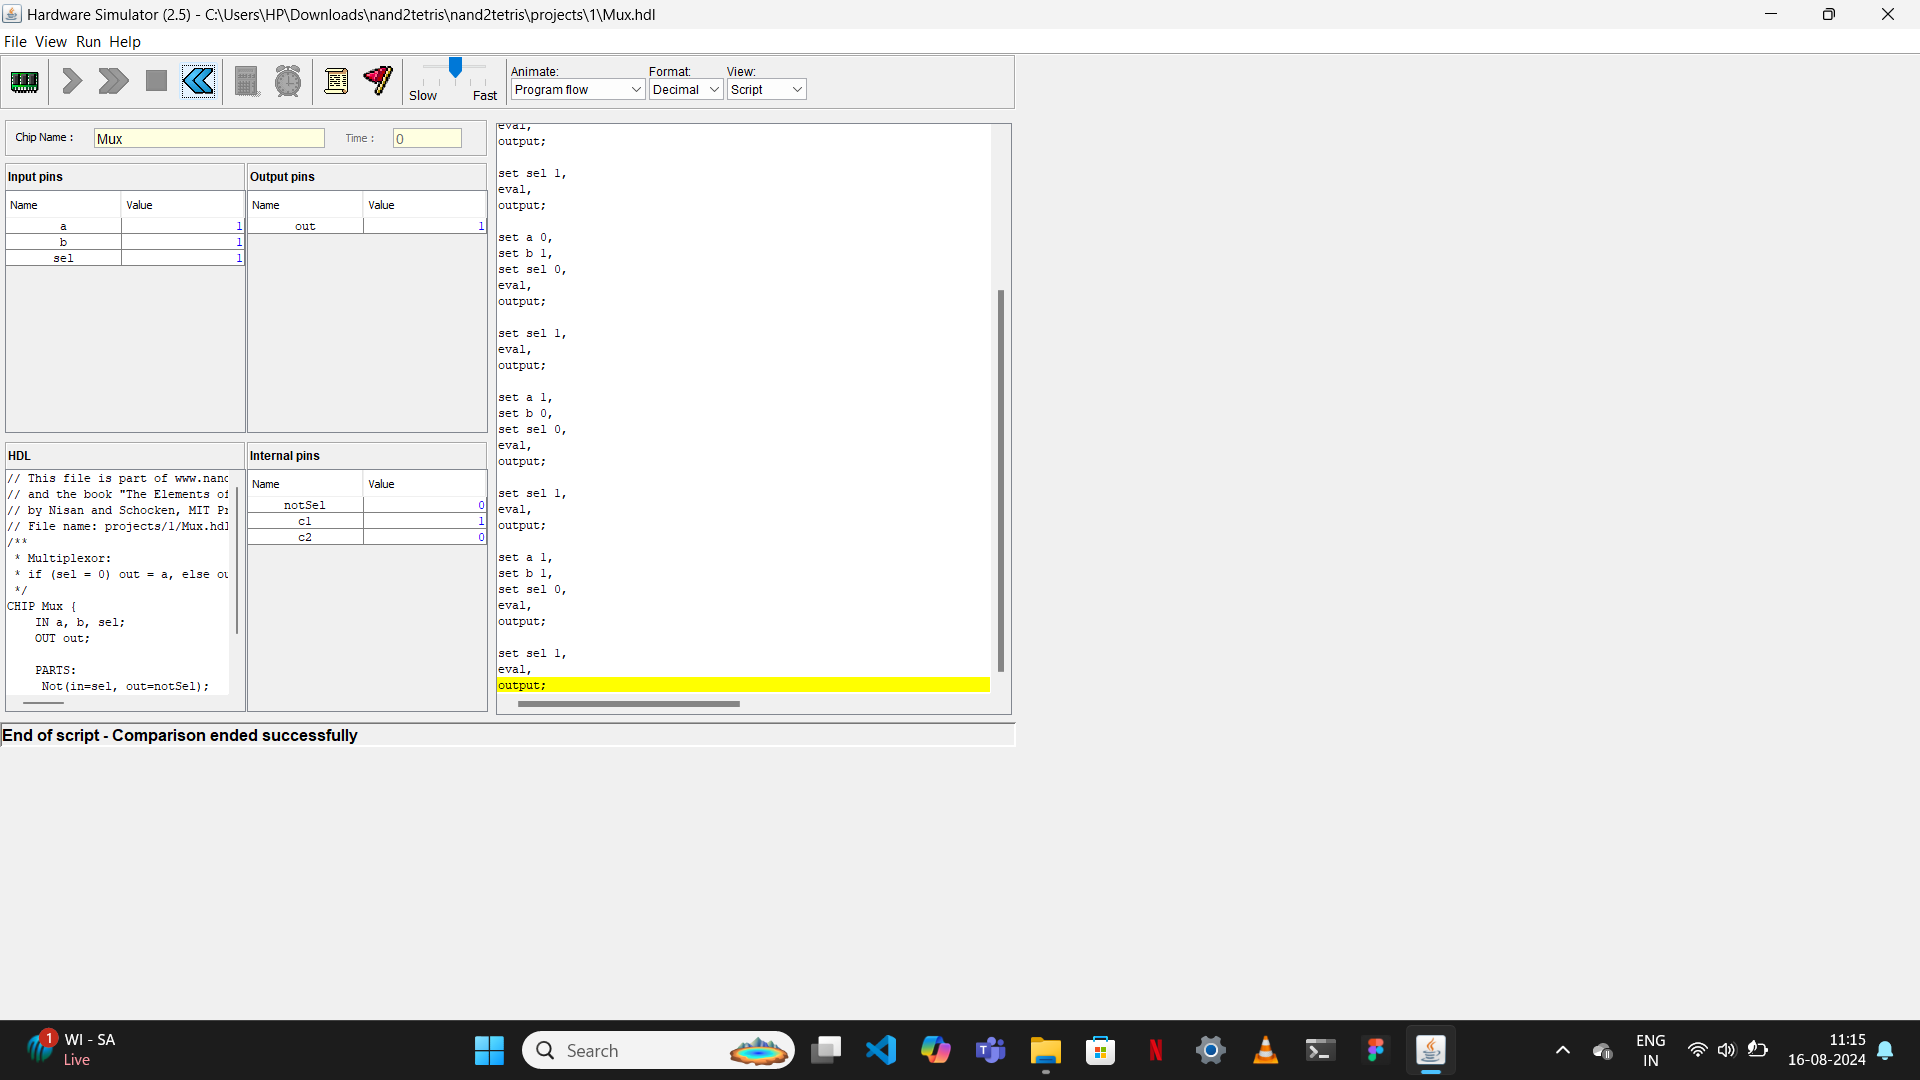 Hardware Simulator (2.5) - C:\Users\HP\Downloads\nand2tetris\nand2tetris\projects\1\Mux.hdl
File View Run Help
Slow Fast
Animate:
Program flow
Format:
Decimal
View:
Script
Chip Name :
Mux
Time :
0
Input pins
Name Value
a 1
b 1
sel 1
Output pins
Name Value
out 1
HDL
// This file is part of www.nand
// and the book "The Elements of
// by Nisan and Schocken, MIT Pr
// File name: projects/1/Mux.hdl
/**
* Multiplexor:
* if (sel = 0) out = a, else ou
*/
CHIP Mux {
IN a, b, sel;
OUT out;
PARTS:
Not(in=sel, out=notSel);
Internal pins
Name Value
notSel 0
c1 1
c2 0
eval,
output;
set sel 1,
eval,
output;
set a 0,
set b 1,
set sel 0,
eval,
output;
set sel 1,
eval,
output;
set a 1,
set b 0,
set sel 0,
eval,
output;
set sel 1,
eval,
output;
set a 1,
set b 1,
set sel 0,
eval,
output;
set sel 1,
eval,
output;
End of script - Comparison ended successfully
1
WI - SA
Live
Search
N
ENG
IN
11:15
16-08-2024